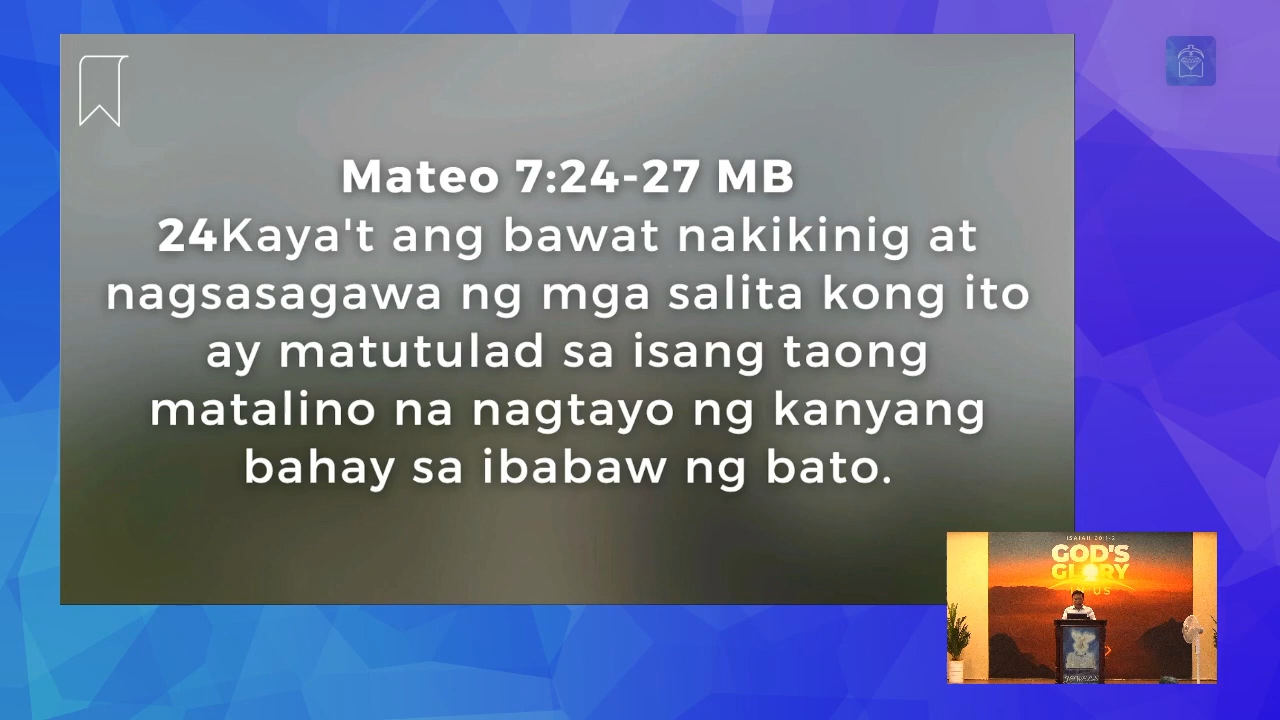 Mateo 7:24-27 MB
24Kaya't ang bawat nakikinig at
nagsasagawa ng mga salita kong ito
ay matutulad sa isang taong
matalino na nagtayo ng kanyang
bahay sa ibabaw ng bato.
GOD'S
GLORY